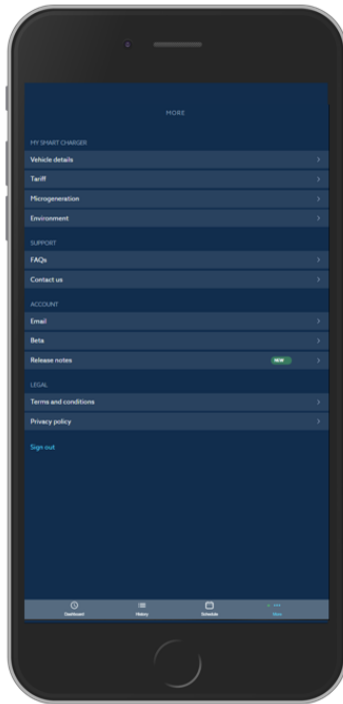 MORE
MY SMART CHARGER
Vehicle details
Tariff
Microgeneration
Environment
SUPPORT
FAQs
Contact us
ACCOUNT
Email
Beta
Release notes NEW
LEGAL
Terms and conditions
Privacy policy
Sign out
Dashboard History Schedule More